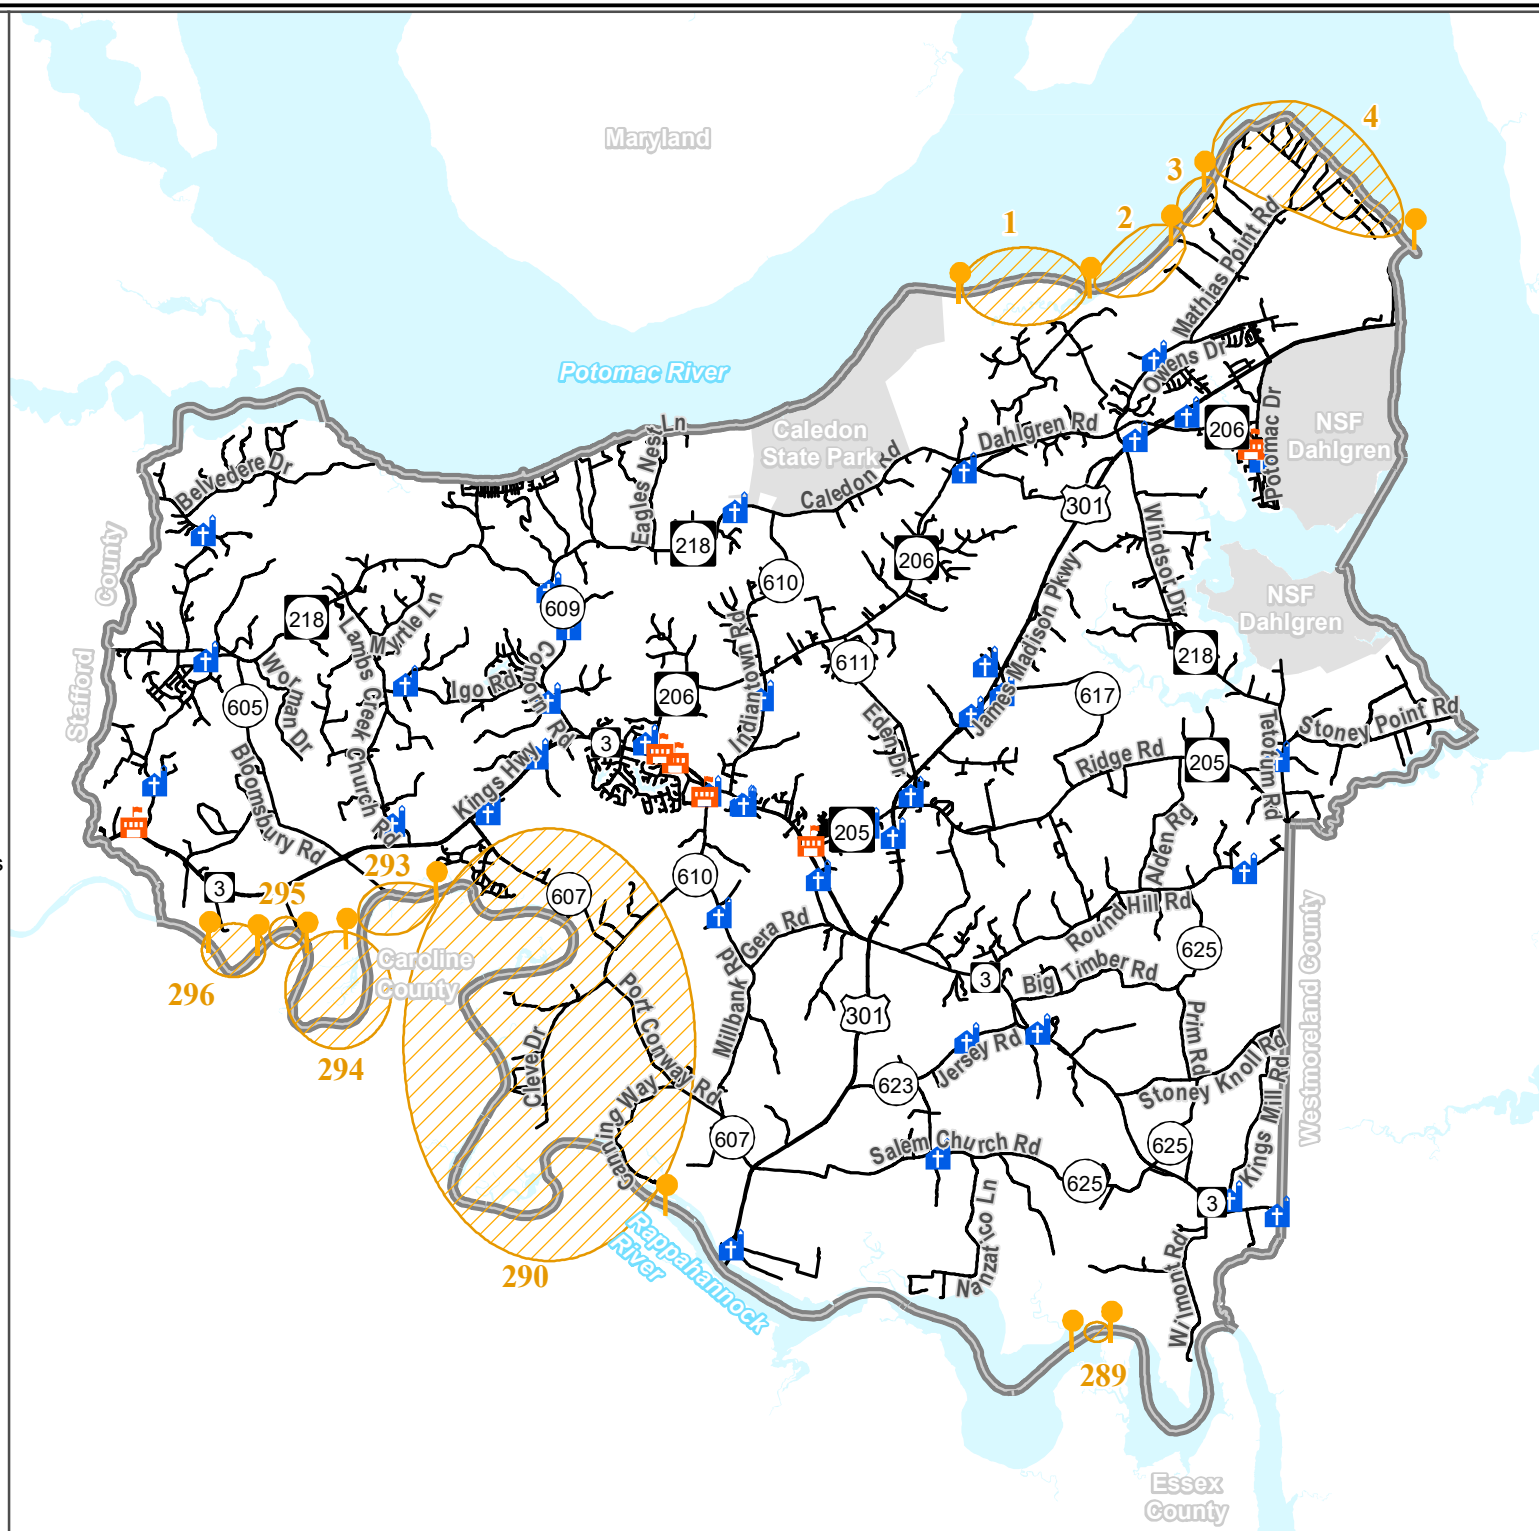 Maryland
4
3
2
1
Mathias Point Rd
Potomac River
Owens Dr
Potomac Dr
Eagles Nest Ln
Caledon
State Park
Dahlgren Rd
206
NSF
Dahlgren
Belvedere Dr
Caledon Rd
301
County
218
206
Windsor Dr
610
609
NSF
Dahlgren
218
Myrtle Ln
Lambs Creek Church Rd
Indiantown Rd
James Madison Pkwy
611
218
Stafford
Worman Dr
Igo Rd
Comorn Rd
206
617
605
Eden Dr
Tetotum Rd
Stoney Point Rd
3
Ridge Rd
205
Bloomsbury Rd
Kings Hwy
205
Alden Rd
293
3
295
607
610
Round Hill Rd
Gera Rd
625
Westmoreland County
Caroline
County
296
Millbank Rd
3
Big Timber Rd
Port Conway Rd
301
Prim Rd
294
Cleve Dr
623
Jersey Rd
Stoney Knoll Rd
Kings Mill Rd
Canning Way
607
Salem Church Rd
625
625
3
Nanzatico Ln
Rappahannock
River
290
Wilmont Rd
289
Essex
County